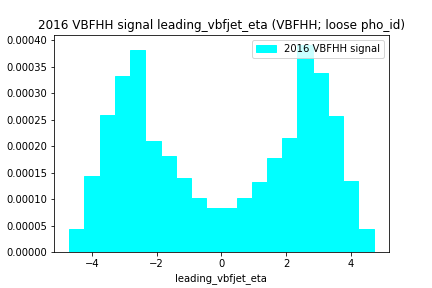 2016 VBFHH signal leading_vbfjet_eta (VBFHH; loose pho_id)
0.00040
0.00035
0.00030
0.00025
0.00020
0.00015
0.00010
0.00005
0.00000
2016 VBFHH signal
−4 −2 0 2 4
leading_vbfjet_eta